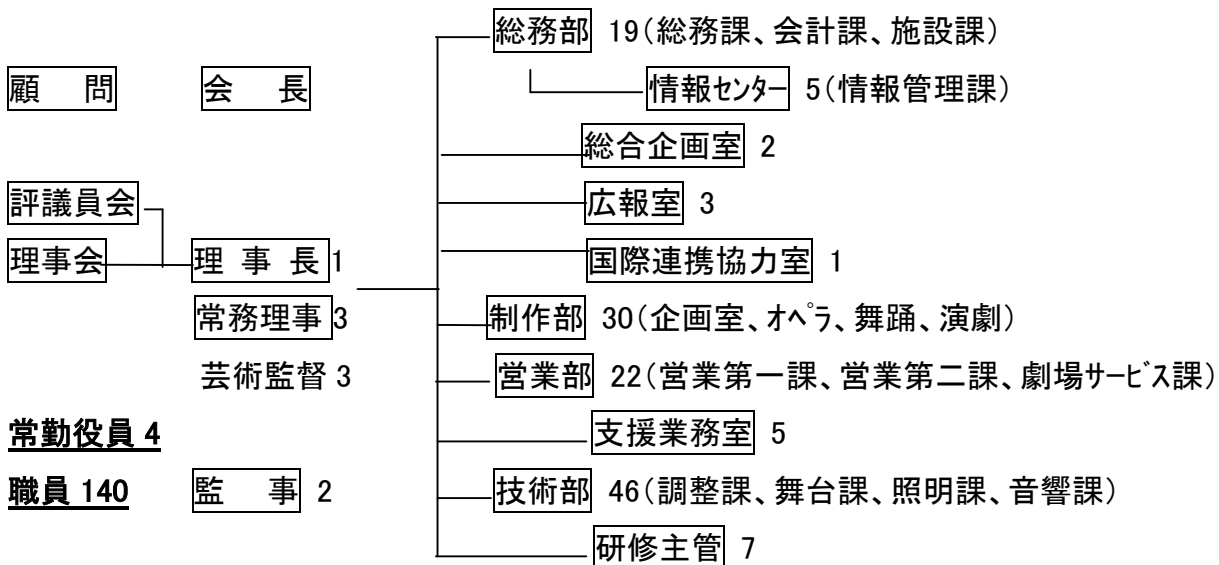 総務部 19(総務課、会計課、施設課)
顧 問 会 長 情報センター 5(情報管理課)
総合企画室 2
評議員会 広報室 3
理事会 理 事 長 1 国際連携協力室 1
常務理事 3 制作部 30(企画室、オペラ、舞踊、演劇)
芸術監督 3 営業部 22(営業第一課、営業第二課、劇場サービス課)
常勤役員 4 支援業務室 5
職員 140 監 事 2 技術部 46(調整課、舞台課、照明課、音響課)
研修主管 7